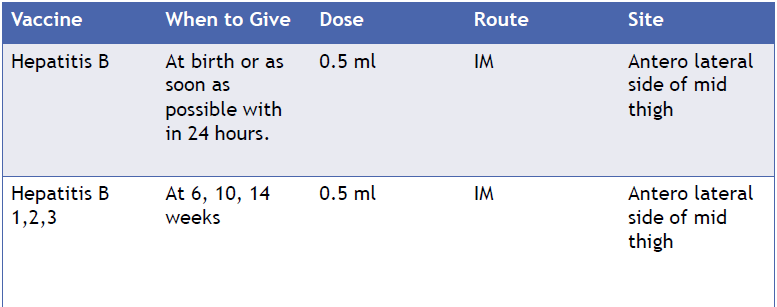 Vaccine When to Give Dose Route Site
Hepatitis B At birth or as 0.5 ml IM Antero lateral
soon as side of mid
possible with thigh
in 24 hours.
Hepatitis B At 6, 10, 14 0.5 ml IM Antero lateral
1,2,3 weeks side of mid
thigh